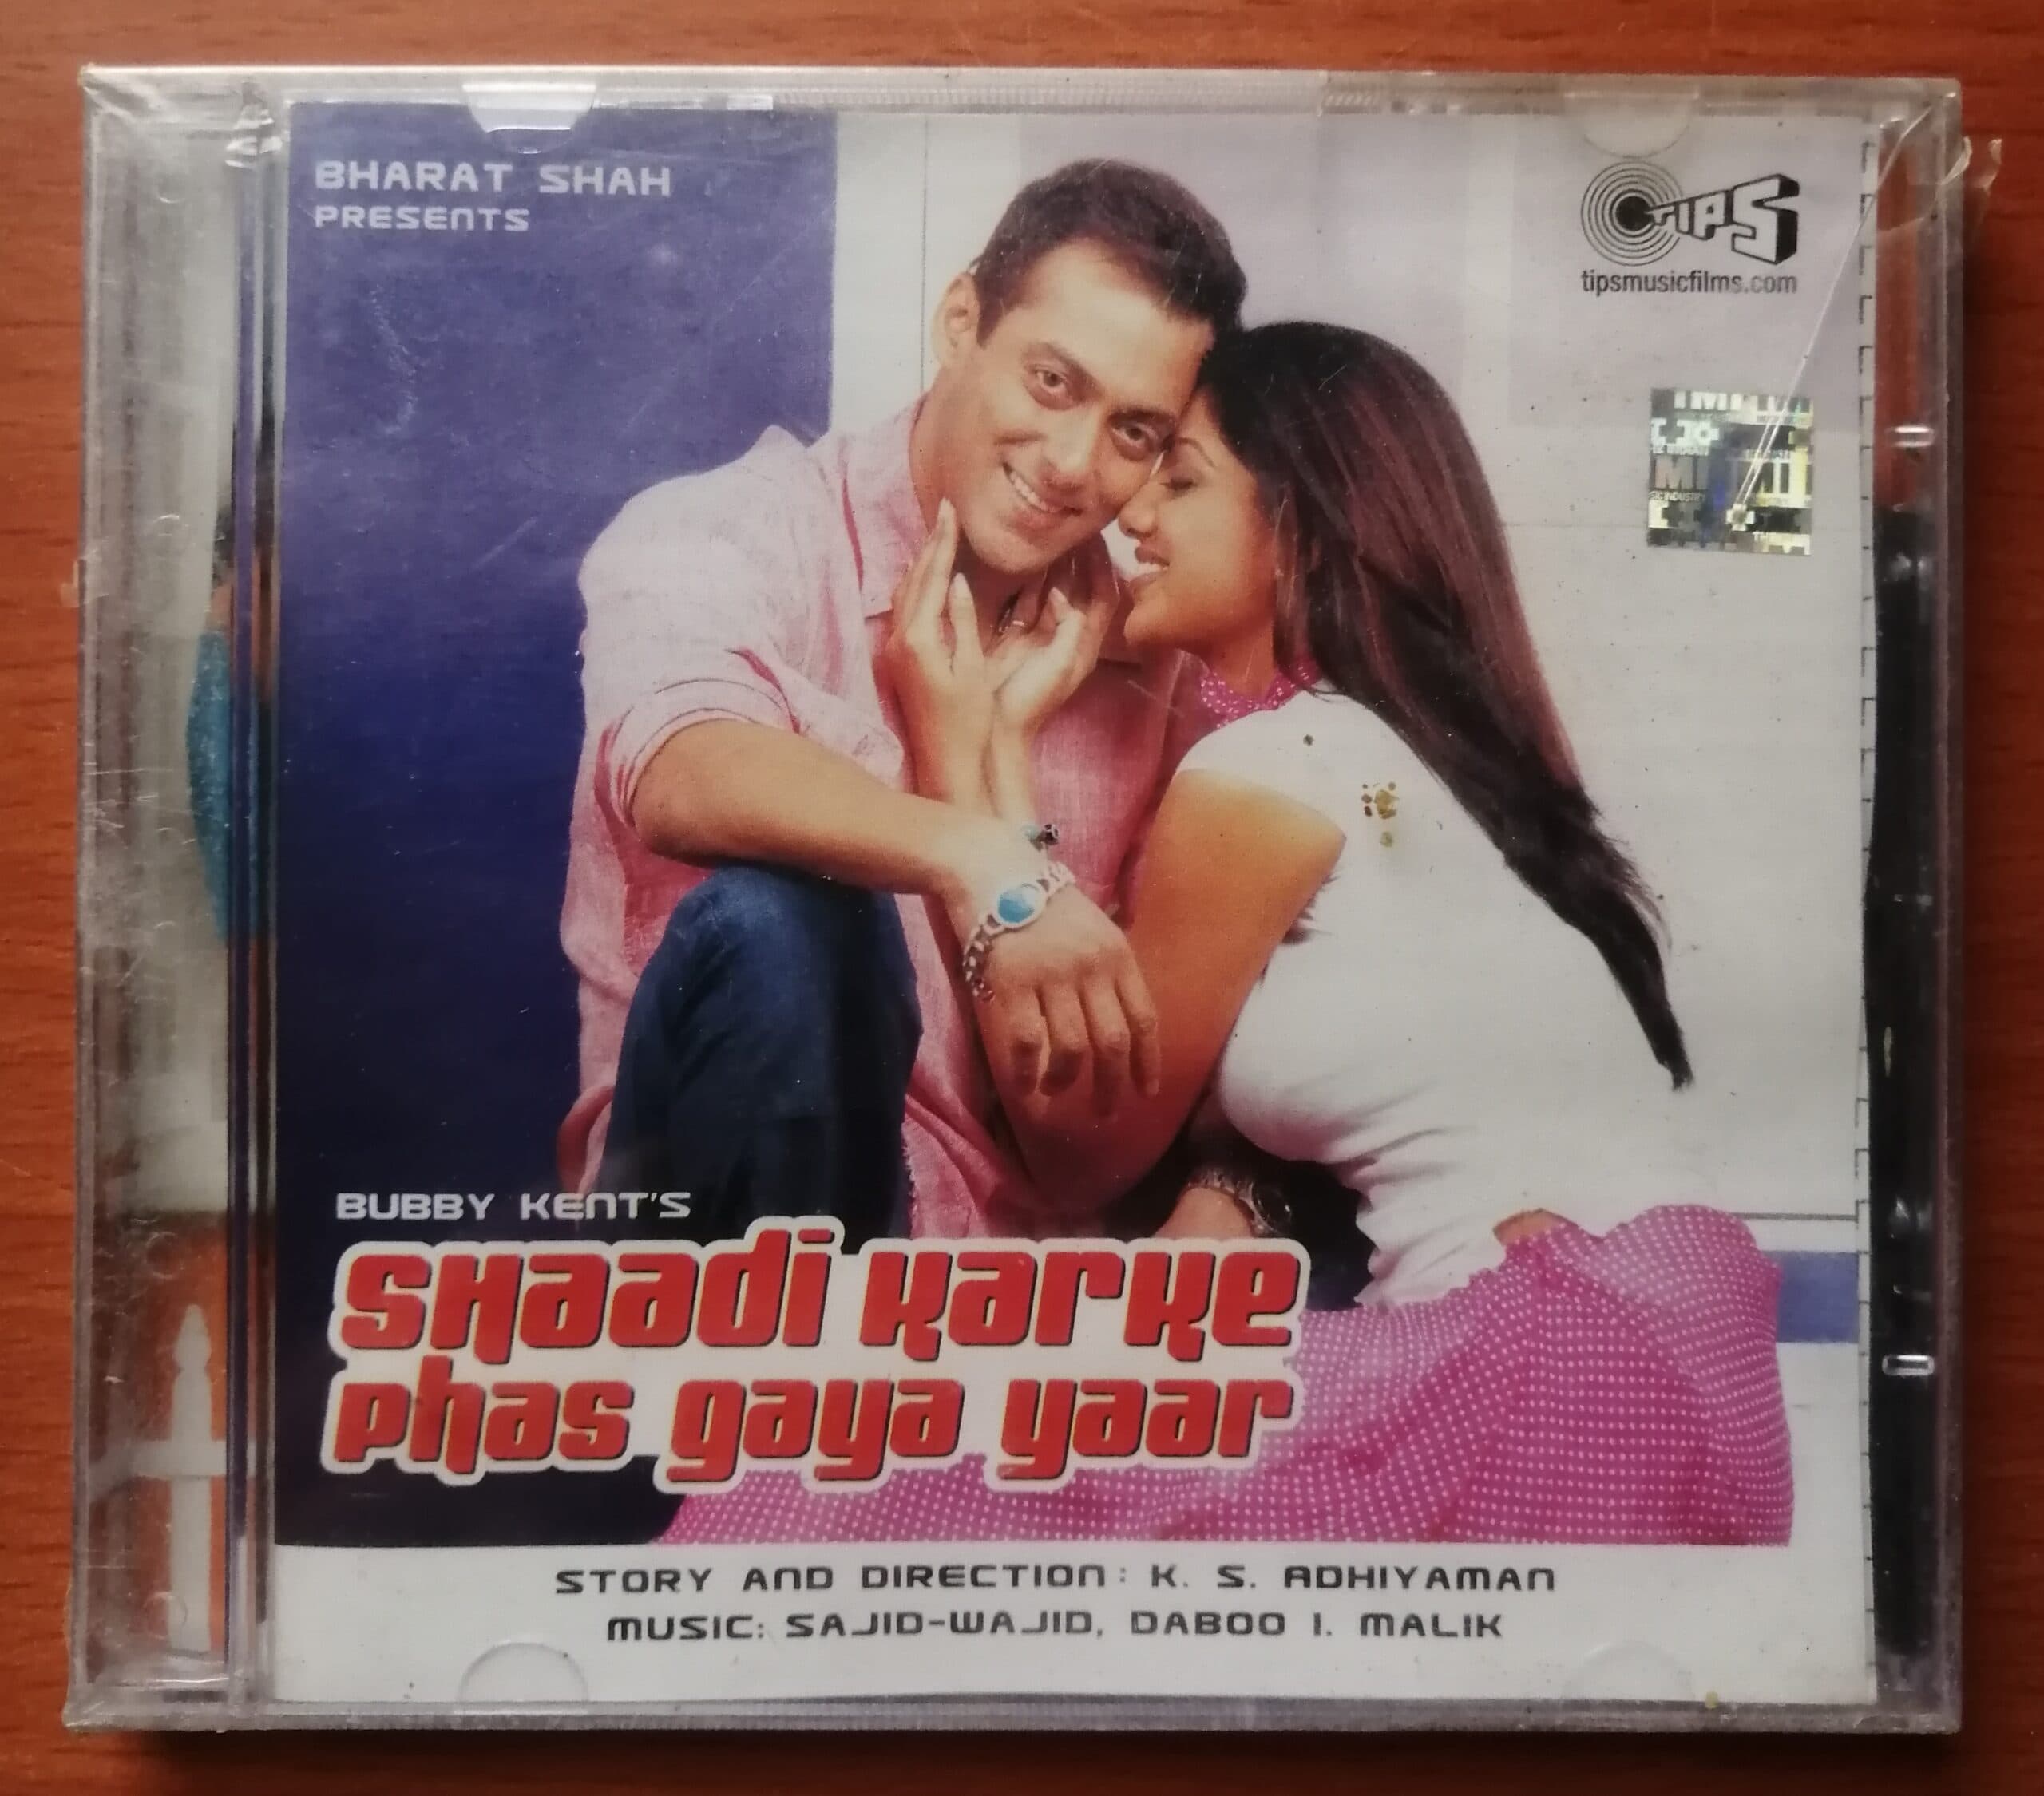 BHARAT SHAH
PRESENTS
TIPS
tipsmusicfilms.com
BUBBY KENT'S
SHaadi Karke
phas gaya yaar
STORY AND DIRECTION: K. S. ADHIYAMAN
MUSIC: SAJID-WAJID, DABOO I. MALIK